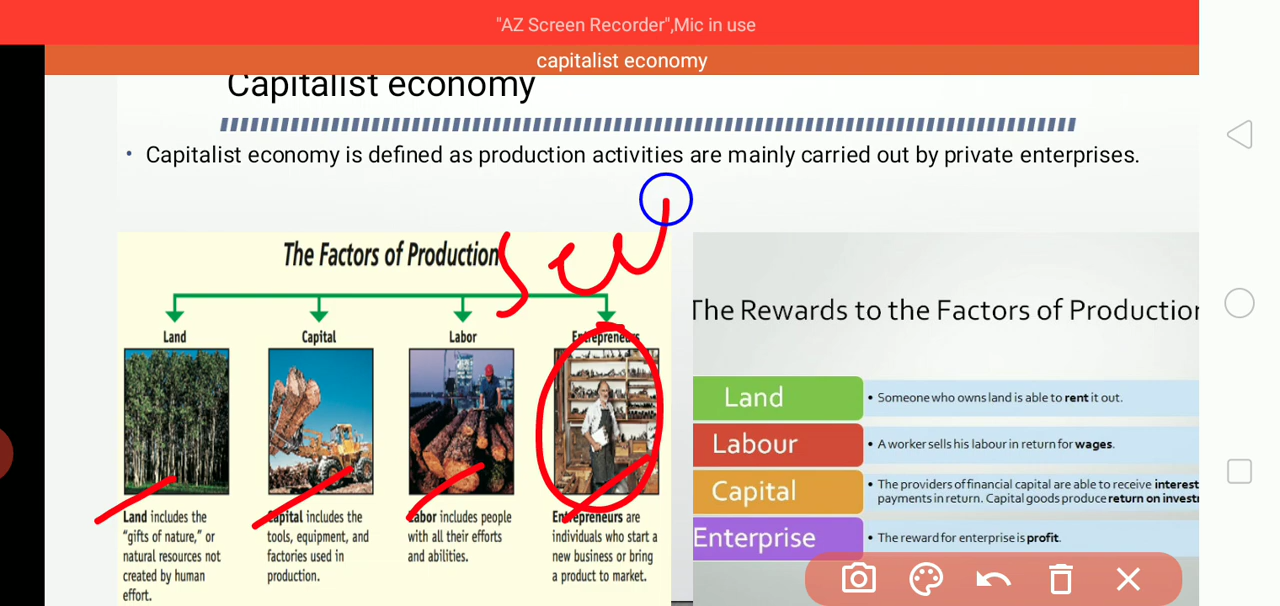 "AZ Screen Recorder",Mic in use
capitalist economy
Capitalist economy
• Capitalist economy is defined as production activities are mainly carried out by private enterprises.
The Factors of Production
Land Capital Labor Entrepreneurs
Land includes the
"gifts of nature," or
natural resources not
created by human
effort.
Capital includes the
tools, equipment, and
factories used in
production.
Labor includes people
with all their efforts
and abilities.
Entrepreneurs are
individuals who start a
new business or bring
a product to market.
The Rewards to the Factors of Production
Land
• Someone who owns land is able to rent it out.
Labour
• A worker sells his labour in return for wages.
Capital
• The providers of financial capital are able to receive interest
payments in return. Capital goods produce return on
Enterprise
• The reward for enterprise is profit.